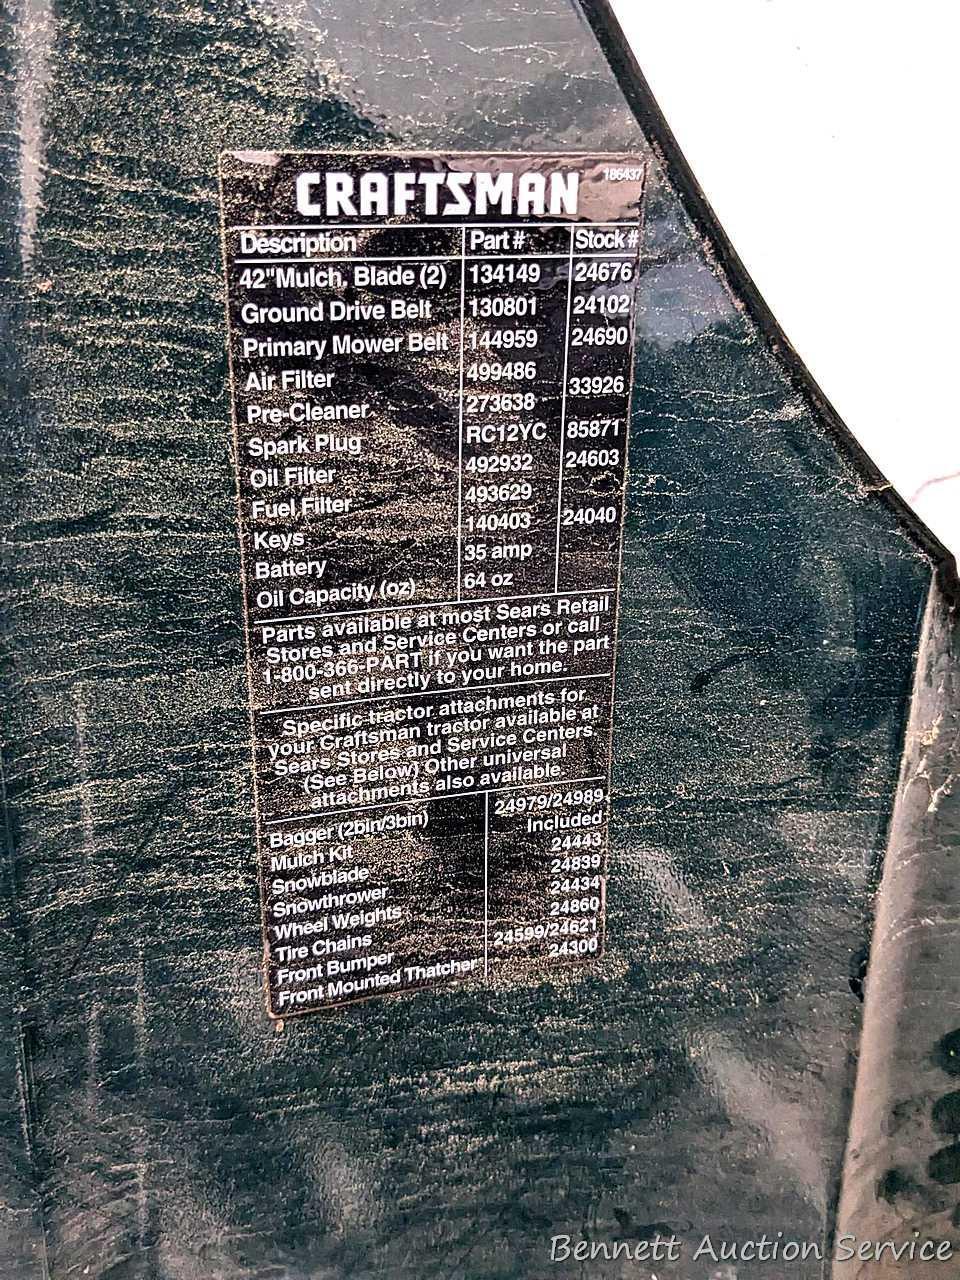 CRAFTSMAN 186437
Description Part # Stock #
42"Mulch. Blade (2) 134149 24676
Ground Drive Belt 130801 24102
Primary Mower Belt 144959 24690
Air Filter 499486
33926
Pre-Cleaner 273638
Spark Plug RC12YC 85871
Oil Filter 492932 24603
Fuel Filter 493629
Keys 140403 24040
Battery 35 amp
Oil Capacity (oz) 64 oz
Parts available at most Sears Retail
Stores and Service Centers or call
1-800-366-PART if you want the part
sent directly to your home.
Specific tractor attachments for
your Craftsman tractor available at
Sears Stores and Service Centers.
(See Below) Other universal
attachments also available.
Bagger (2bin/3bin) 24979/24989
Mulch Kit Included
Snowblade 24443
Snowthrower 24839
Wheel Weights 24434
Tire Chains 24860
Front Bumper 24599/24621
Front Mounted Thatcher 24300
Bennett Auction Service